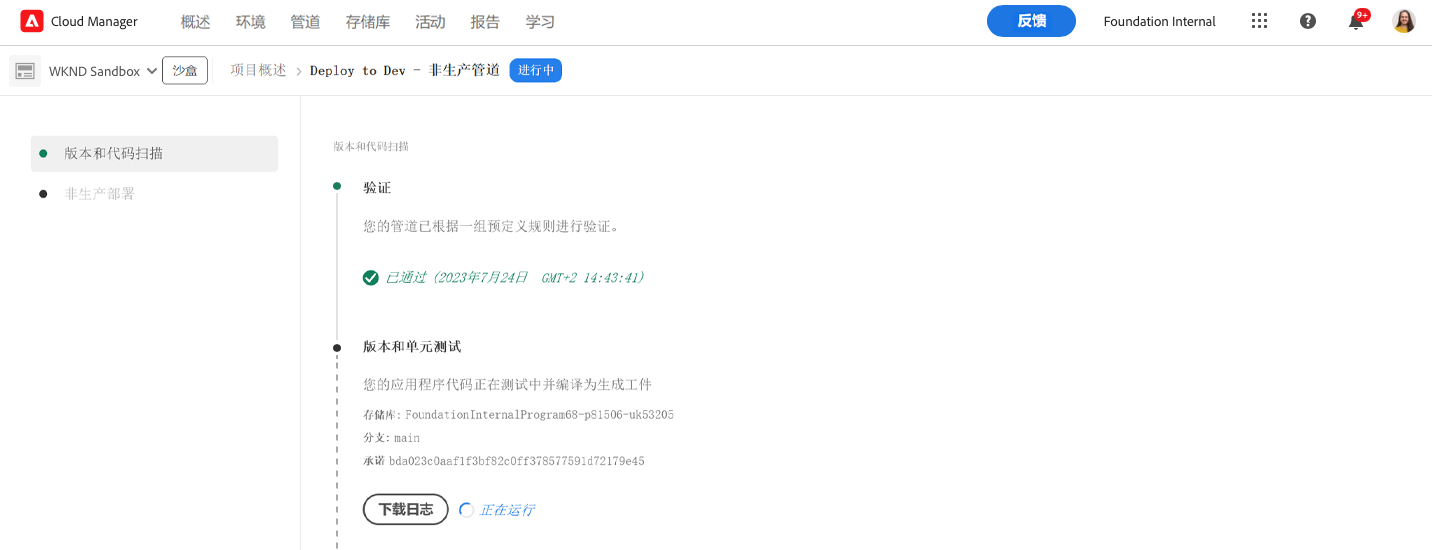 Cloud Manager 概述 环境 管道 存储库 活动 报告 学习 反馈 Foundation Internal 9+
WKND Sandbox 沙盒 项目概述 > Deploy to Dev - 非生产管道 进行中
版本和代码扫描
非生产部署
版本和代码扫描
验证
您的管道已根据一组预定义规则进行验证。
已通过 (2023年7月24日 GMT+2 14:43:41)
版本和单元测试
您的应用程序代码正在测试中并编译为生成工件
存储库: FoundationInternalProgram68-p81506-uk53205
分支: main
承诺 bda023c0aaf1f3bf82c0ff378577591d72179e45
下载日志 正在运行